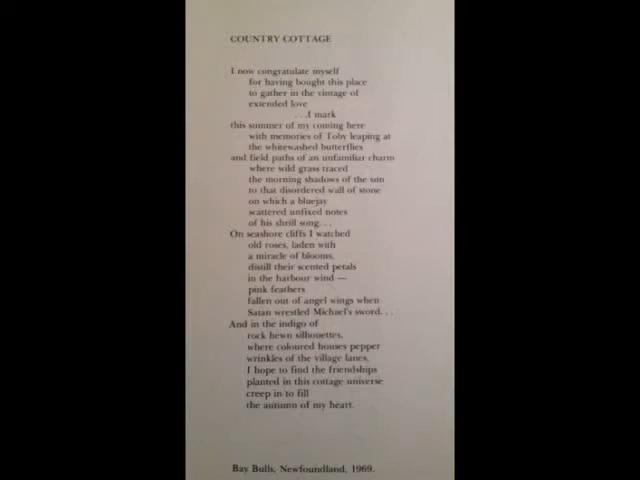 COUNTRY COTTAGE
I now congratulate myself
for having bought this place
to gather in the vintage of
extended love
. . .I mark
this summer of my coming here
with memories of Toby leaping at
the whitewashed butterflies
and field paths of an unfamiliar charm
where wild grass traced
the morning shadows of the sun
to that disordered wall of stone
on which a bluejay
scattered unfixed notes
of his shrill song. . .
On seashore cliffs I watched
old roses, laden with
a miracle of blooms,
distill their scented petals
in the harbour wind —
pink feathers
fallen out of angel wings when
Satan wrestled Michael's sword. . .
And in the indigo of
rock hewn silhouettes,
where coloured houses pepper
wrinkles of the village lanes,
I hope to find the friendships
planted in this cottage universe
creep in to fill
the autumn of my heart.
Bay Bulls, Newfoundland, 1969.